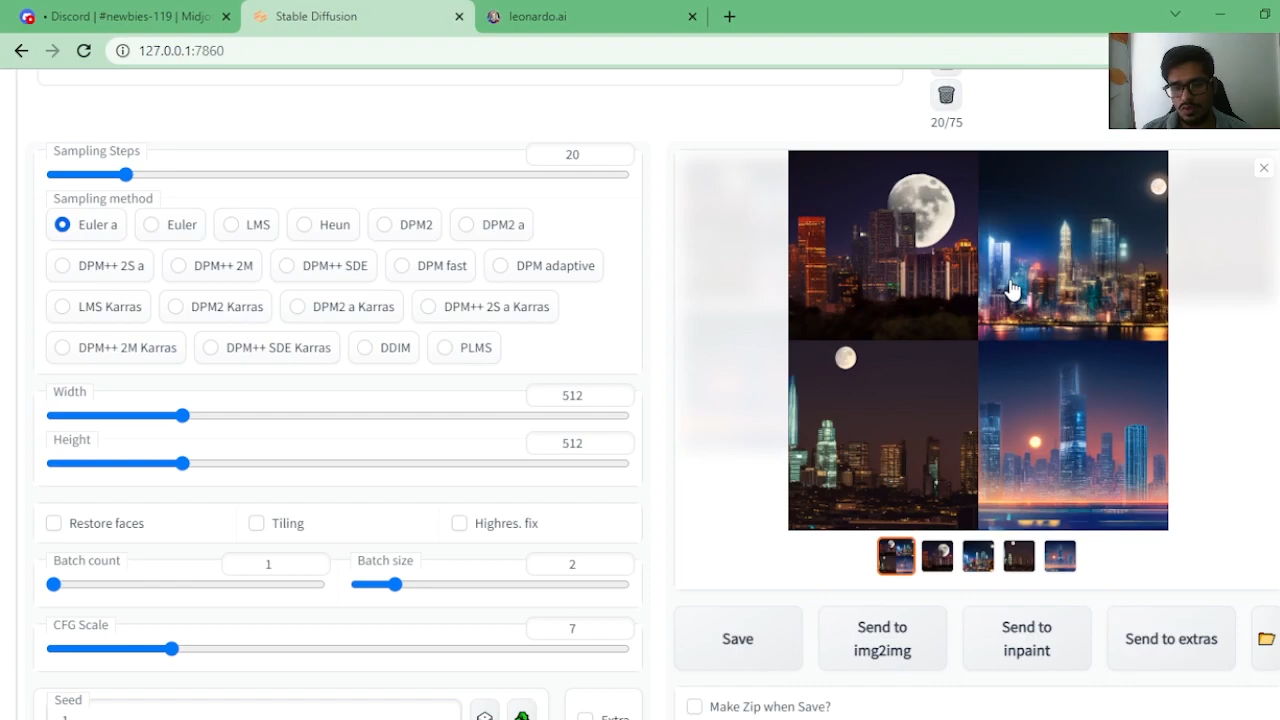 • Discord | #newbies-119 | Midjo
Stable Diffusion
leonardo.ai
127.0.0.1:7860
20/75
Sampling Steps
20
Sampling method
Euler a
Euler
LMS
Heun
DPM2
DPM2 a
DPM++ 2S a
DPM++ 2M
DPM++ SDE
DPM fast
DPM adaptive
LMS Karras
DPM2 Karras
DPM2 a Karras
DPM++ 2S a Karras
DPM++ 2M Karras
DPM++ SDE Karras
DDIM
PLMS
Width
512
Height
512
Restore faces
Tiling
Highres. fix
Batch count
1
Batch size
2
CFG Scale
7
Save
Send to
img2img
Send to
inpaint
Send to extras
Seed
Make Zip when Save?